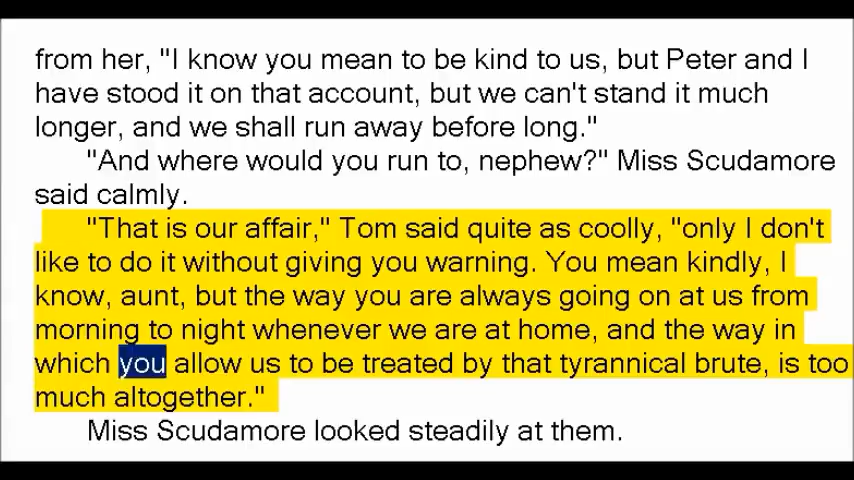 from her, "I know you mean to be kind to us, but Peter and I
have stood it on that account, but we can't stand it much
longer, and we shall run away before long."
"And where would you run to, nephew?" Miss Scudamore
said calmly.
"That is our affair," Tom said quite as coolly, "only I don't
like to do it without giving you warning. You mean kindly, I
know, aunt, but the way you are always going on at us from
morning to night whenever we are at home, and the way in
which you allow us to be treated by that tyrannical brute, is too
much altogether."
Miss Scudamore looked steadily at them.